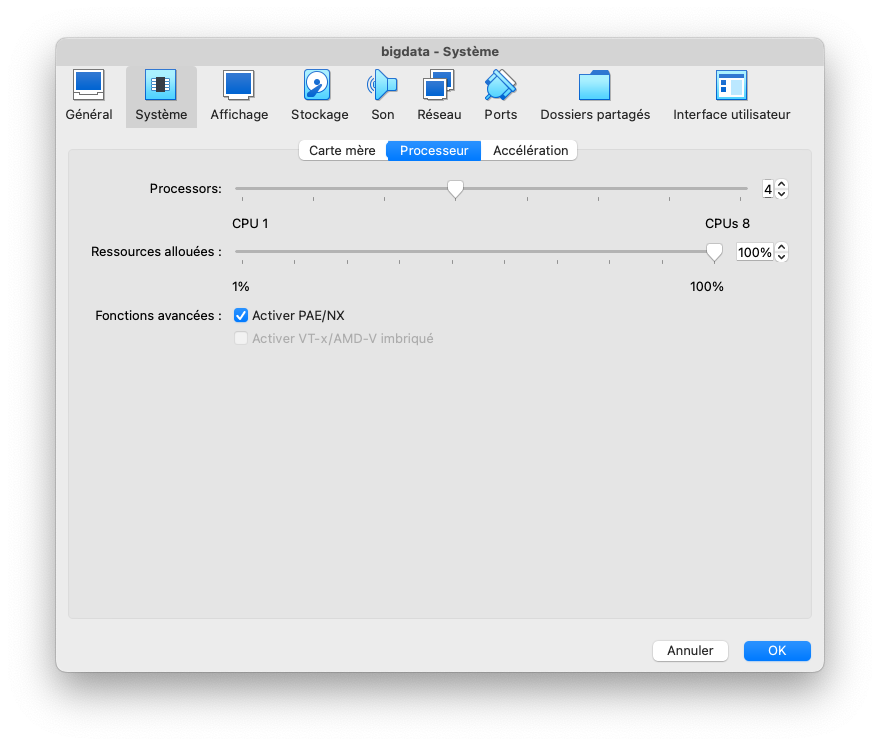 bigdata - Système
Général Système Affichage Stockage Son Réseau Ports Dossiers partagés Interface utilisateur
Carte mère Processeur Accélération
Processors: 4
CPU 1 CPUs 8
Ressources allouées : 100%
1% 100%
Fonctions avancées : Activer PAE/NX
Activer VT-x/AMD-V imbriqué
Annuler OK